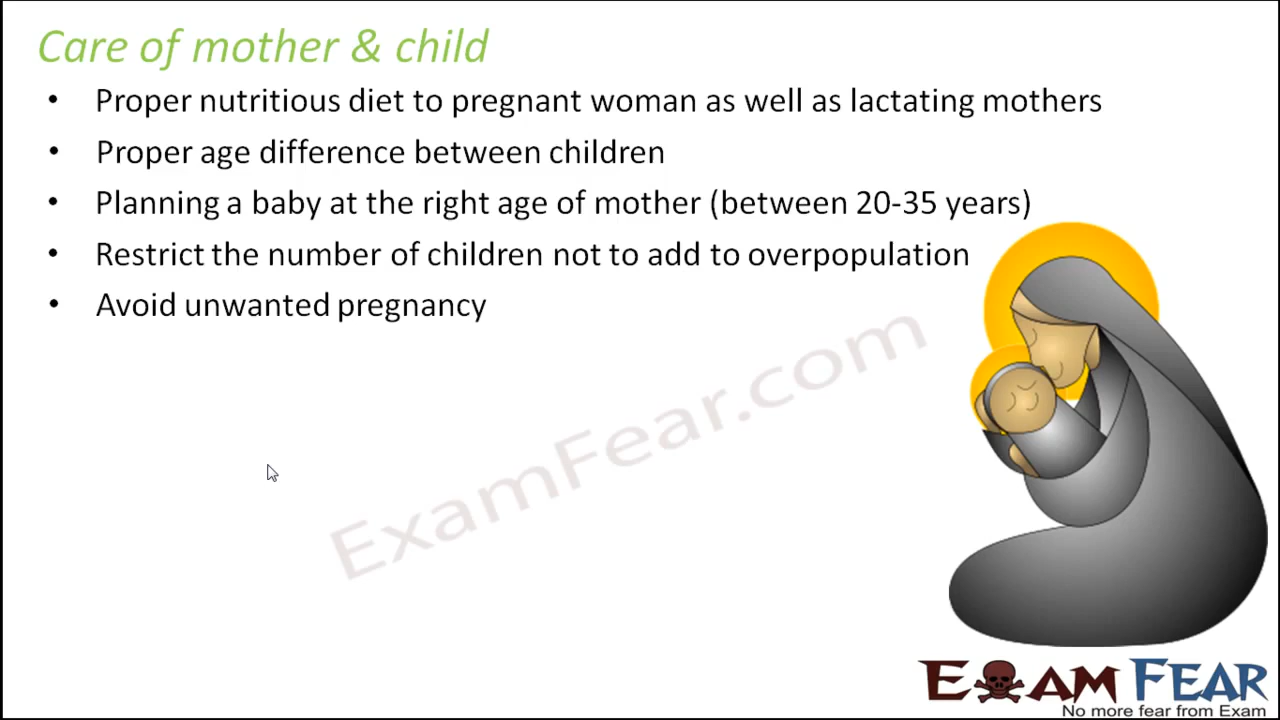 Care of mother & child
• Proper nutritious diet to pregnant woman as well as lactating mothers
• Proper age difference between children
• Planning a baby at the right age of mother (between 20-35 years)
• Restrict the number of children not to add to overpopulation
• Avoid unwanted pregnancy
ExamFear.com
EXAM FEAR
No more fear from Exam